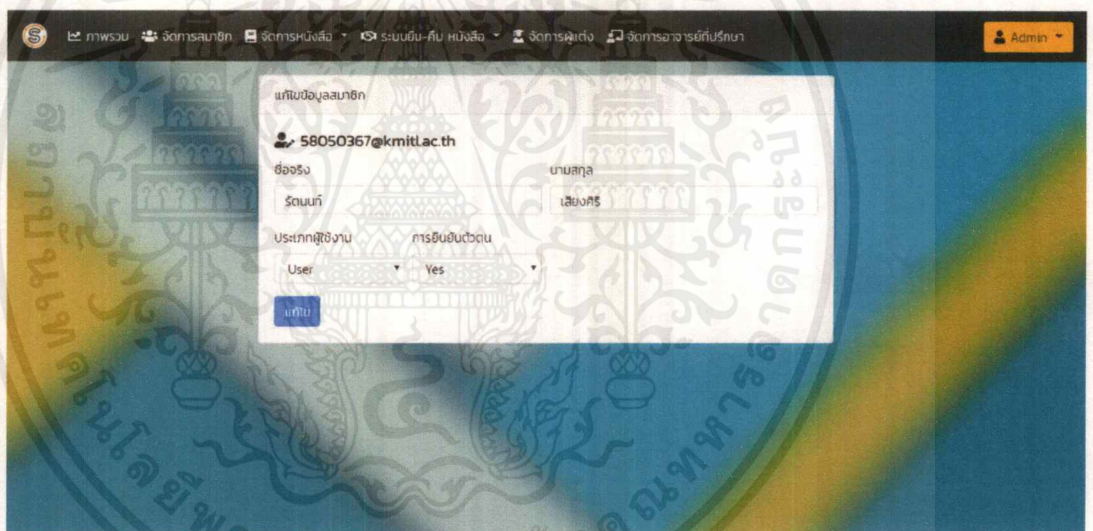 ภาพรวม จัดการสมาชิก จัดการหนังสือ ระบบยืม-คืน หนังสือ จัดการผู้แต่ง จัดการอาจารย์ที่ปรึกษา Admin
แก้ไขข้อมูลสมาชิก
58050367@kmitl.ac.th
ชื่อจริง นามสกุล
รัตนนท์ เสียงศิริ
ประเภทผู้ใช้งาน การยืนยันตัวตน
User Yes
แก้ไข